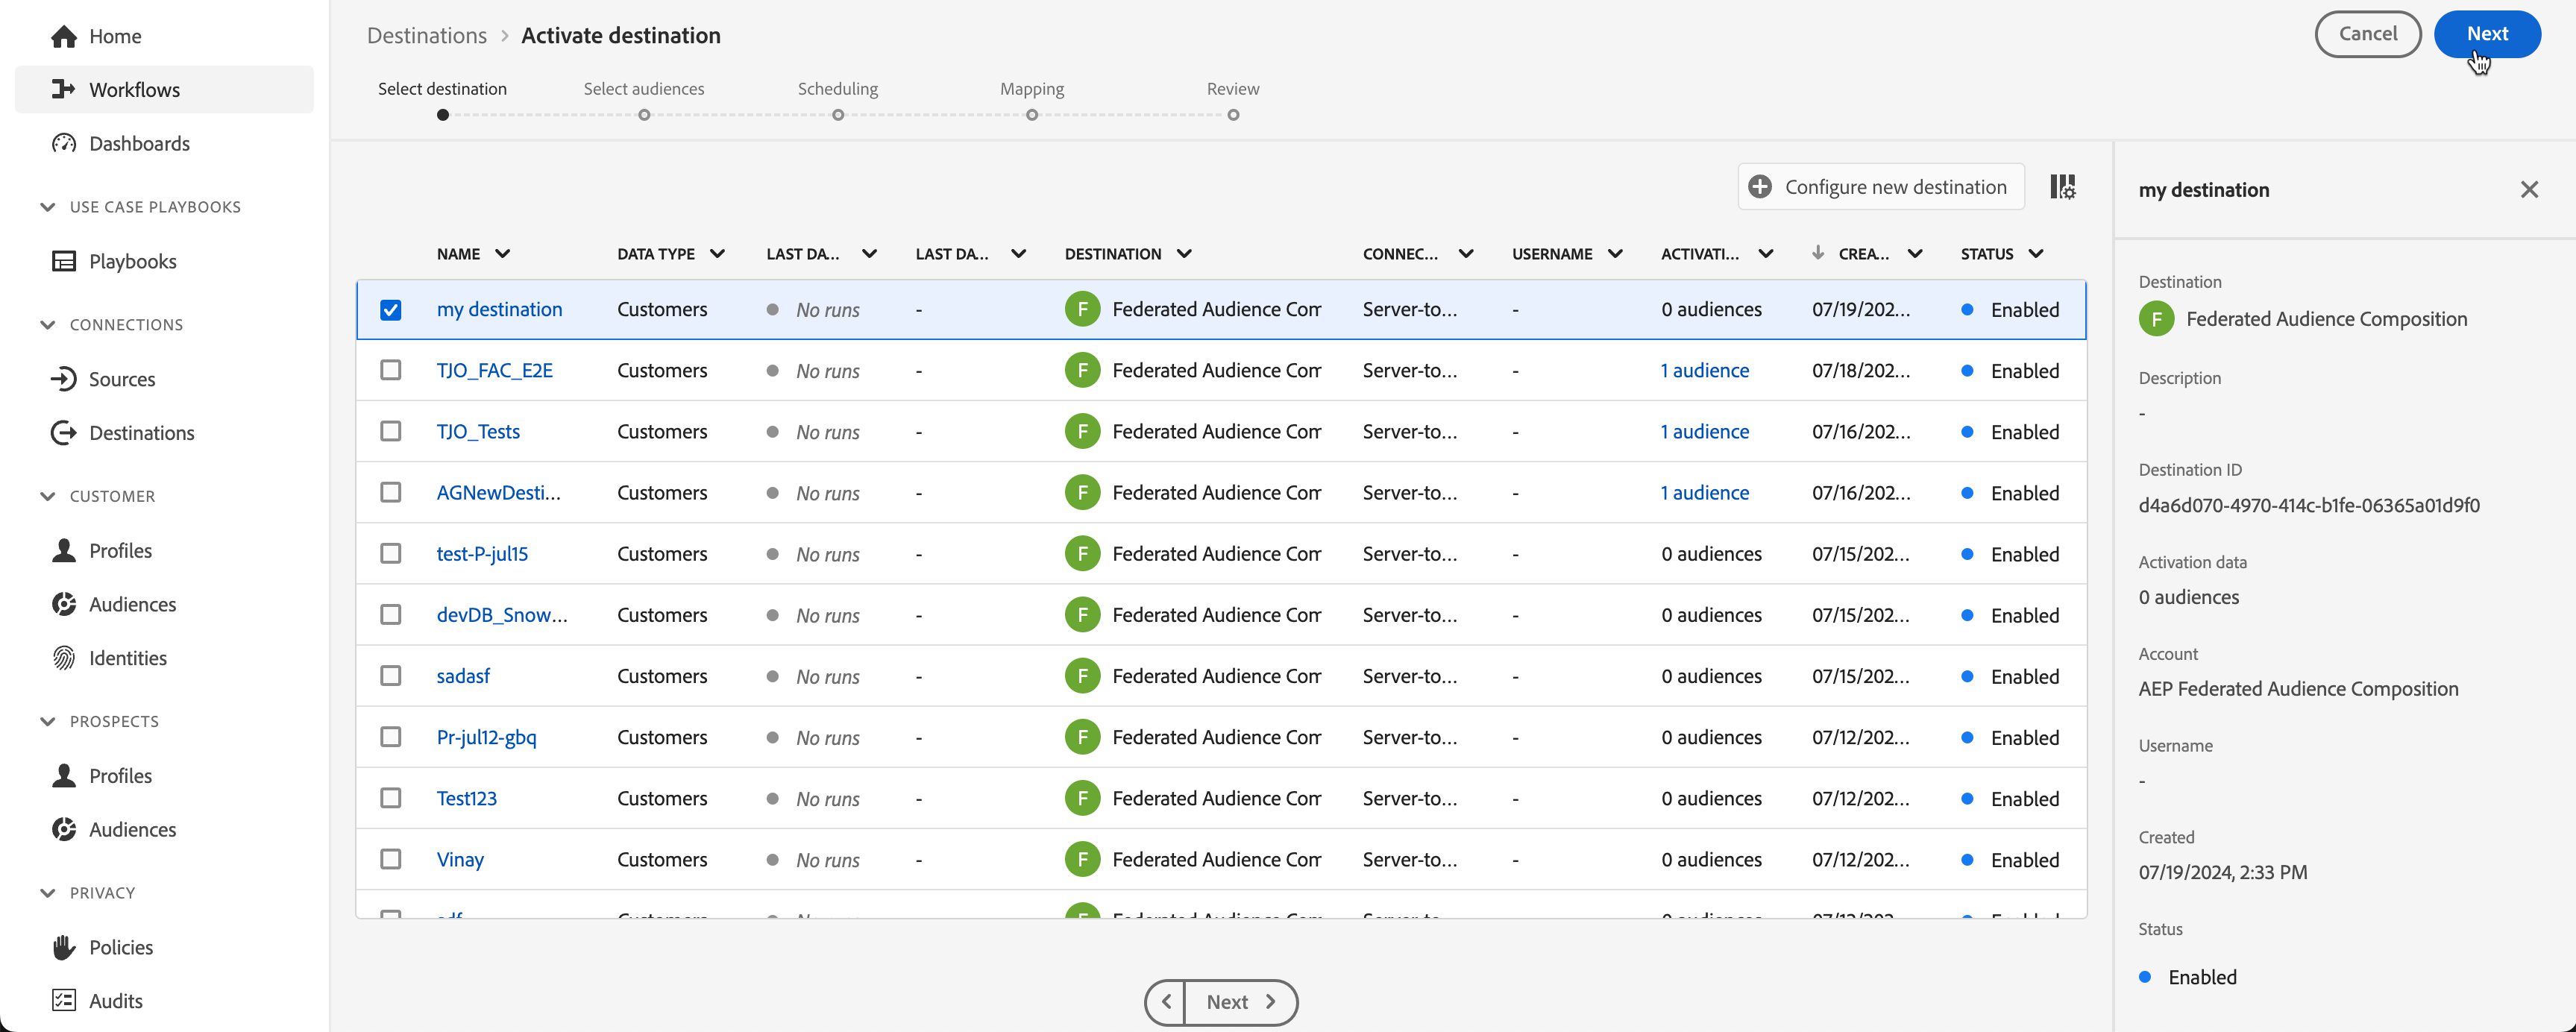 Home
Workflows
Dashboards
USE CASE PLAYBOOKS
Playbooks
CONNECTIONS
Sources
Destinations
CUSTOMER
Profiles
Audiences
Identities
PROSPECTS
Profiles
Audiences
PRIVACY
Policies
Audits
Destinations > Activate destination
Cancel Next
Select destination Select audiences Scheduling Mapping Review
Configure new destination
NAME DATA TYPE LAST DA... LAST DA... DESTINATION CONNEC... USERNAME ACTIVATI... CREA... STATUS
my destination Customers No runs - F Federated Audience Com Server-to... - 0 audiences 07/19/202... Enabled
TJO_FAC_E2E Customers No runs - F Federated Audience Com Server-to... - 1 audience 07/18/202... Enabled
TJO_Tests Customers No runs - F Federated Audience Com Server-to... - 1 audience 07/16/202... Enabled
AGNewDesti... Customers No runs - F Federated Audience Com Server-to... - 1 audience 07/16/202... Enabled
test-P-jul15 Customers No runs - F Federated Audience Com Server-to... - 0 audiences 07/15/202... Enabled
devDB_Snow... Customers No runs - F Federated Audience Com Server-to... - 0 audiences 07/15/202... Enabled
sadasf Customers No runs - F Federated Audience Com Server-to... - 0 audiences 07/15/202... Enabled
Pr-jul12-gbq Customers No runs - F Federated Audience Com Server-to... - 0 audiences 07/12/202... Enabled
Test123 Customers No runs - F Federated Audience Com Server-to... - 0 audiences 07/12/202... Enabled
Vinay Customers No runs - F Federated Audience Com Server-to... - 0 audiences 07/12/202... Enabled
Next
my destination
Destination
F Federated Audience Composition
Description
-
Destination ID
d4a6d070-4970-414c-b1fe-06365a01d9f0
Activation data
0 audiences
Account
AEP Federated Audience Composition
Username
-
Created
07/19/2024, 2:33 PM
Status
Enabled